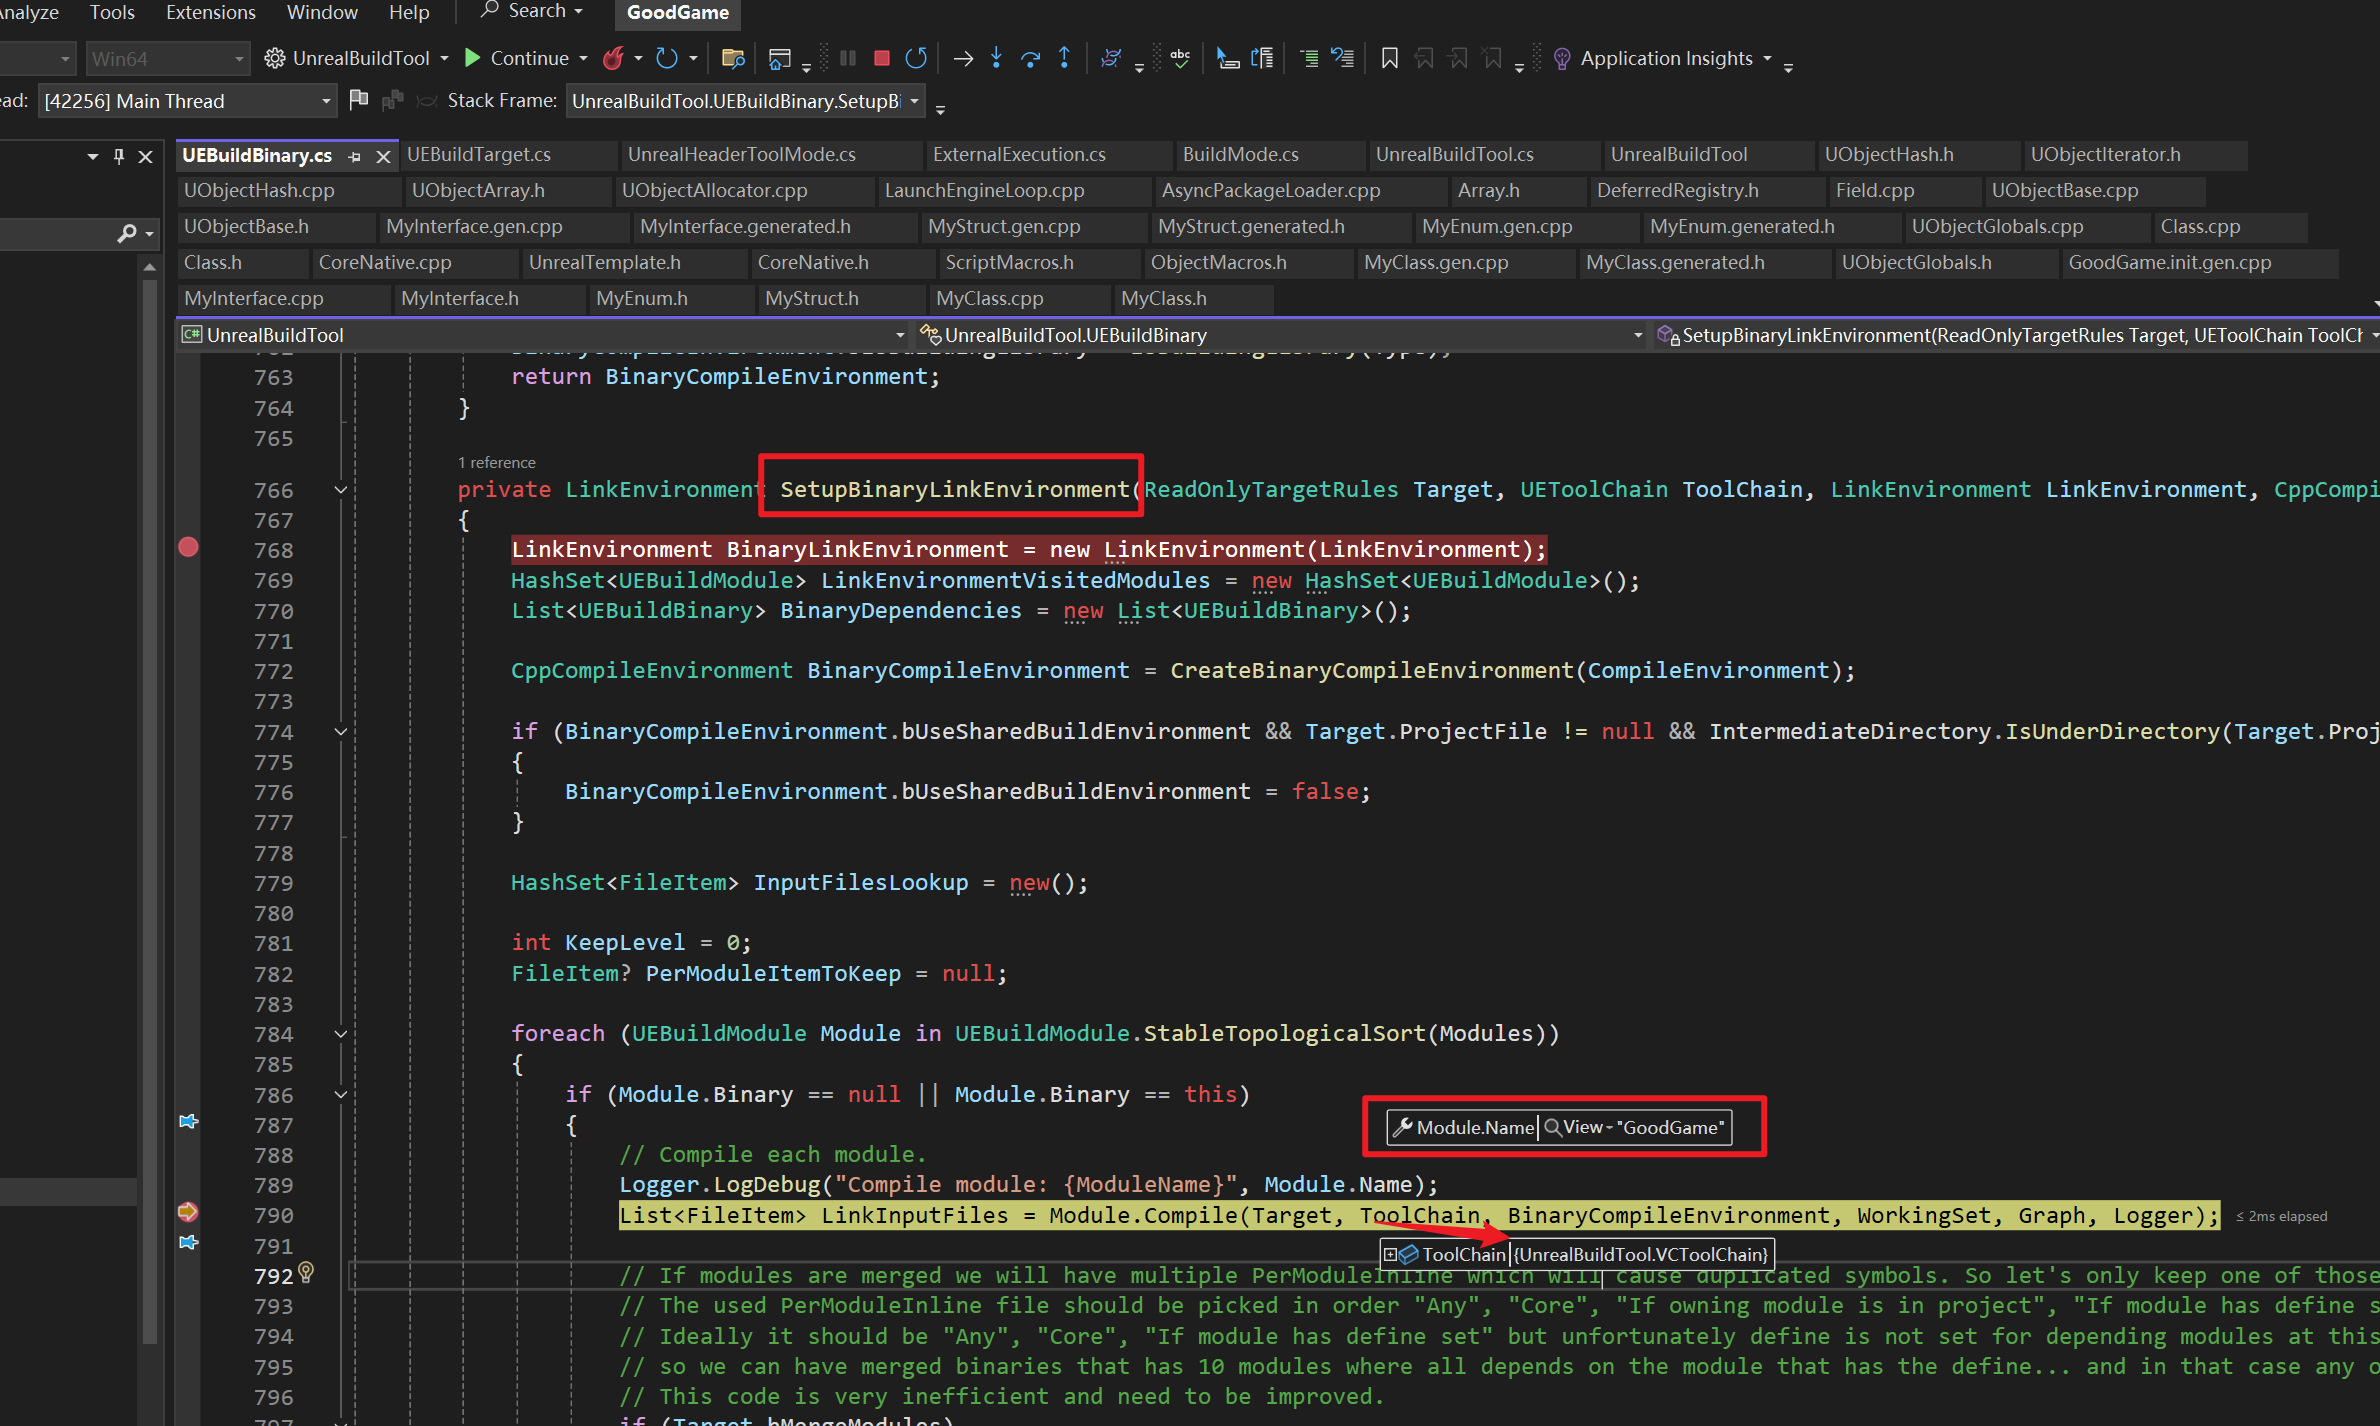 Analyze Tools Extensions Window Help Search GoodGame
Win64 UnrealBuildTool Continue Application Insights
[42256] Main Thread Stack Frame: UnrealBuildTool.UEBuildBinary.SetupBi
UEBuildBinary.cs UEBuildTarget.cs UnrealHeaderToolMode.cs ExternalExecution.cs BuildMode.cs UnrealBuildTool.cs UnrealBuildTool UObjectHash.h UObjectIterator.h
UObjectHash.cpp UObjectArray.h UObjectAllocator.cpp LaunchEngineLoop.cpp AsyncPackageLoader.cpp Array.h DeferredRegistry.h Field.cpp UObjectBase.cpp
UObjectBase.h MyInterface.gen.cpp MyInterface.generated.h MyStruct.gen.cpp MyStruct.generated.h MyEnum.gen.cpp MyEnum.generated.h UObjectGlobals.cpp Class.cpp
Class.h CoreNative.cpp UnrealTemplate.h CoreNative.h ScriptMacros.h ObjectMacros.h MyClass.gen.cpp MyClass.generated.h UObjectGlobals.h GoodGame.init.gen.cpp
MyInterface.cpp MyInterface.h MyEnum.h MyStruct.h MyClass.cpp MyClass.h
C# UnrealBuildTool UnrealBuildTool.UEBuildBinary SetupBinaryLinkEnvironment(ReadOnlyTargetRules Target, UEToolChain ToolCh
763 return BinaryCompileEnvironment;
764 }
765
1 reference
766 private LinkEnvironment SetupBinaryLinkEnvironment(ReadOnlyTargetRules Target, UEToolChain ToolChain, LinkEnvironment LinkEnvironment, CppCompi
767 {
768 LinkEnvironment BinaryLinkEnvironment = new LinkEnvironment(LinkEnvironment);
769 HashSet<UEBuildModule> LinkEnvironmentVisitedModules = new HashSet<UEBuildModule>();
770 List<UEBuildBinary> BinaryDependencies = new List<UEBuildBinary>();
771
772 CppCompileEnvironment BinaryCompileEnvironment = CreateBinaryCompileEnvironment(CompileEnvironment);
773
774 if (BinaryCompileEnvironment.bUseSharedBuildEnvironment && Target.ProjectFile != null && IntermediateDirectory.IsUnderDirectory(Target.Proj
775 {
776 BinaryCompileEnvironment.bUseSharedBuildEnvironment = false;
777 }
778
779 HashSet<FileItem> InputFilesLookup = new();
780
781 int KeepLevel = 0;
782 FileItem? PerModuleItemToKeep = null;
783
784 foreach (UEBuildModule Module in UEBuildModule.StableTopologicalSort(Modules))
785 {
786 if (Module.Binary == null || Module.Binary == this)
787 { Module.Name View "GoodGame"
788 // Compile each module.
789 Logger.LogDebug("Compile module: {ModuleName}", Module.Name);
790 List<FileItem> LinkInputFiles = Module.Compile(Target, ToolChain, BinaryCompileEnvironment, WorkingSet, Graph, Logger); ≤ 2ms elapsed
791 ToolChain {UnrealBuildTool.VCToolChain}
792 // If modules are merged we will have multiple PerModuleInline which will cause duplicated symbols. So let's only keep one of those
793 // The used PerModuleInline file should be picked in order "Any", "Core", "If owning module is in project", "If module has define s
794 // Ideally it should be "Any", "Core", "If module has define set" but unfortunately define is not set for depending modules at this
795 // so we can have merged binaries that has 10 modules where all depends on the module that has the define... and in that case any o
796 // This code is very inefficient and need to be improved.